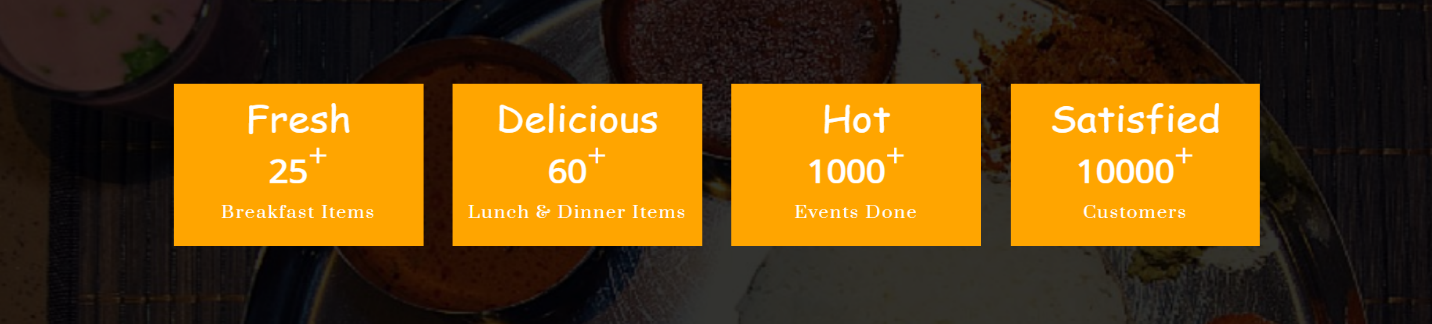 Fresh
25+
Breakfast Items
Delicious
60+
Lunch & Dinner Items
Hot
1000+
Events Done
Satisfied
10000+
Customers